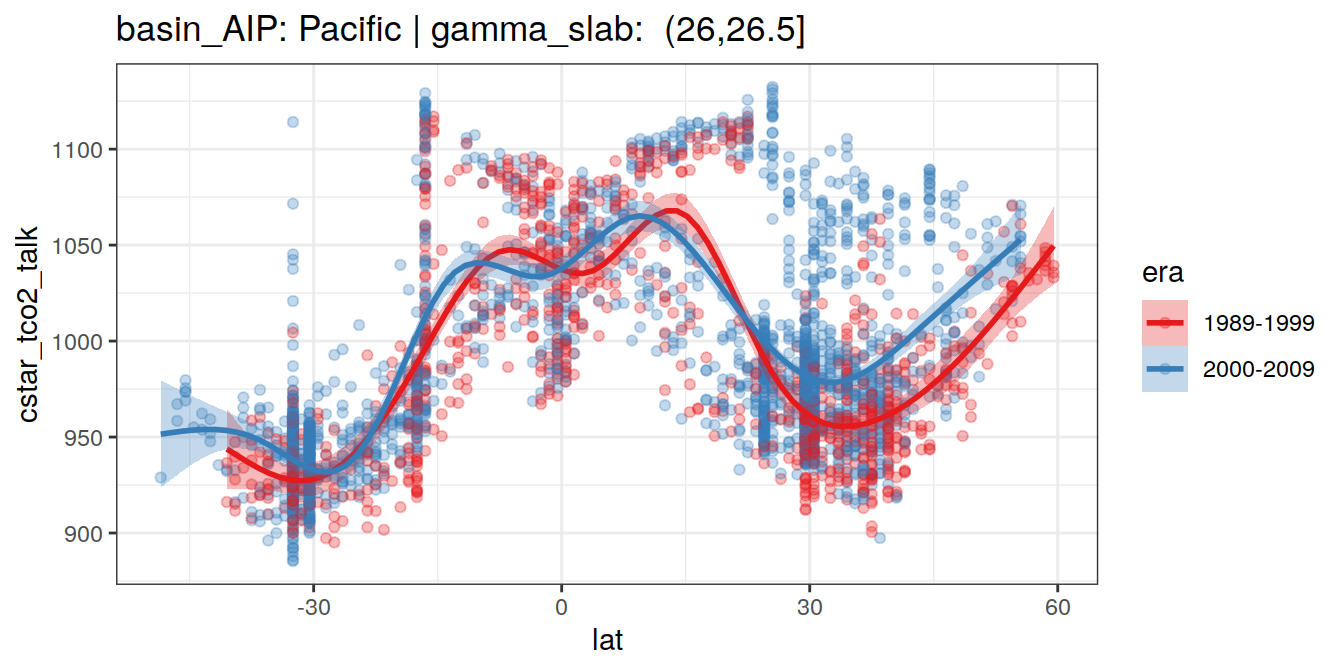 basin_AIP: Pacific | gamma_slab:  (26,26.5]
cstar_tco2_talk
1100
1050
1000
950
900
-30
0
30
60
lat
era
1989-1999
2000-2009